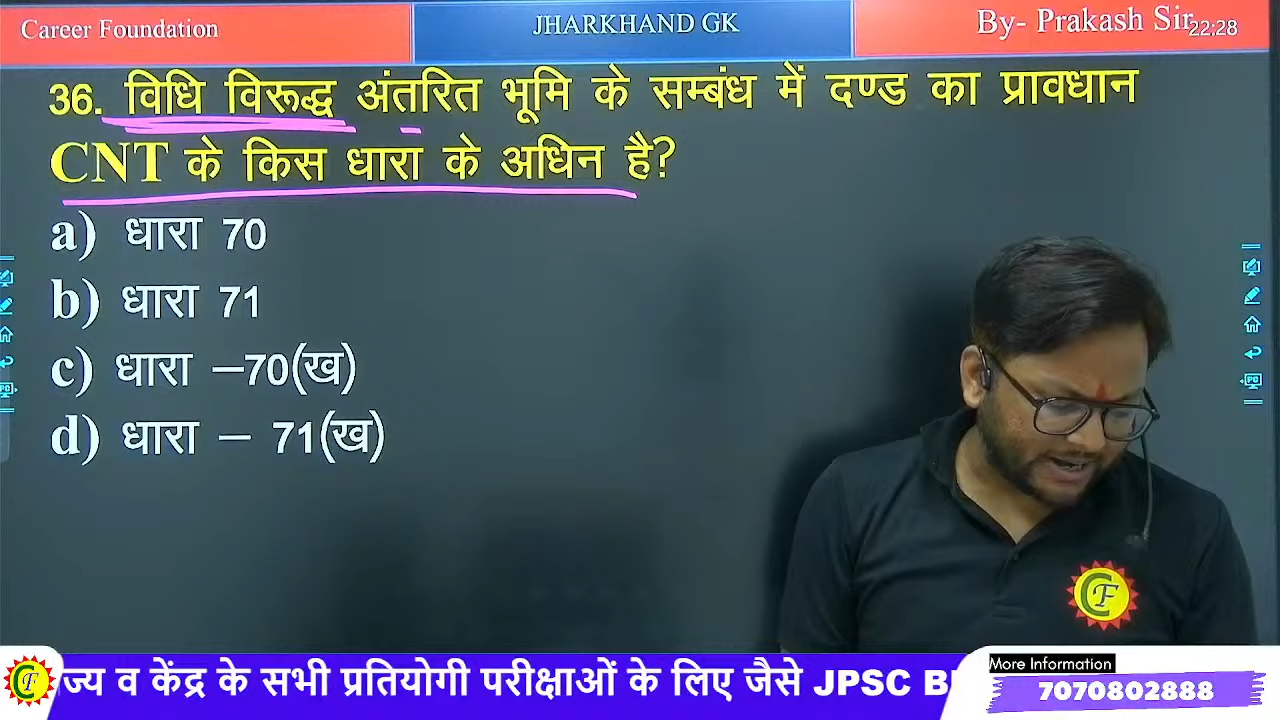 Career Foundation
JHARKHAND GK
By- Prakash Sir
22:28
36. विधि विरूद्ध अंतरित भूमि के सम्बंध में दण्ड का प्रावधान
CNT के किस धारा के अधिन है?
a) धारा 70
b) धारा 71
c) धारा –70(ख)
d) धारा – 71(ख)
CF
ज्य व केंद्र के सभी प्रतियोगी परीक्षाओं के लिए जैसे JPSC B
More Information
7070802888